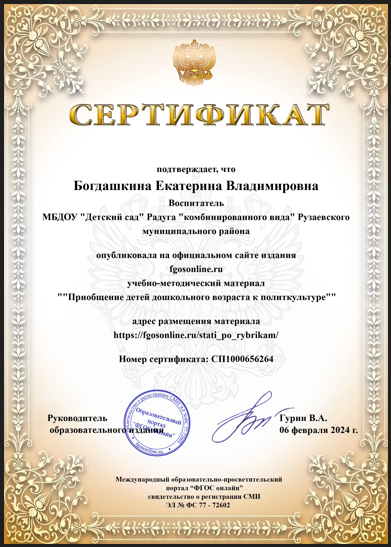 СЕРТИФИКАТ
подтверждает, что
Богдашкина Екатерина Владимировна
Воспитатель
МБДОУ "Детский сад" Радуга "комбинированного вида" Рузаевского
муниципального района
опубликовала на официальном сайте издания
fgosonline.ru
учебно-методический материал
""Приобщение детей дошкольного возраста к политкультуре""
адрес размещения материала
https://fgosonline.ru/stati_po_rybrikam/
Номер сертификата: СП1000656264
Руководитель
образовательного издания
Образовательный
портал
Гурин В.А.
06 февраля 2024 г.
Международный образовательно-просветительский
портал "ФГОС онлайн"
свидетельство о регистрации СМИ
ЭЛ № ФС 77 - 72602